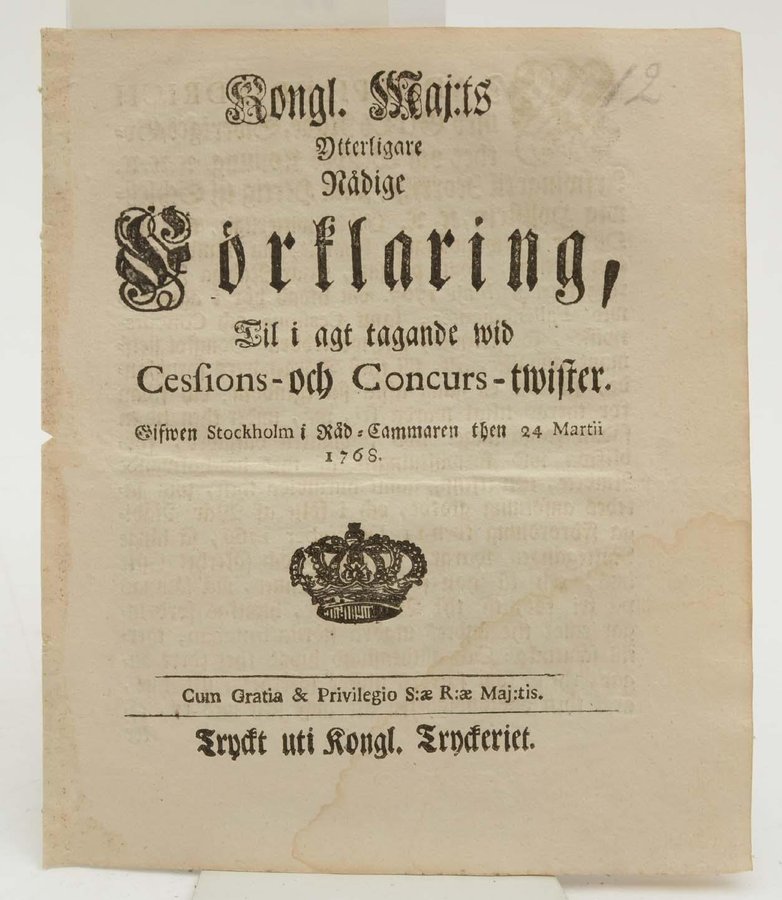 12
Kongl. Maj:ts
Ytterligare
Nådige
Förklaring,
Til i agt tagande wid
Cesſions-och Concurs-twiſter.
Gifwen Stockholm i Råd-Cammaren then 24 Martii
1768.
Cum Gratia & Privilegio S:æ R:æ Maj:tis.
Tryckt uti Kongl. Tryckeriet.